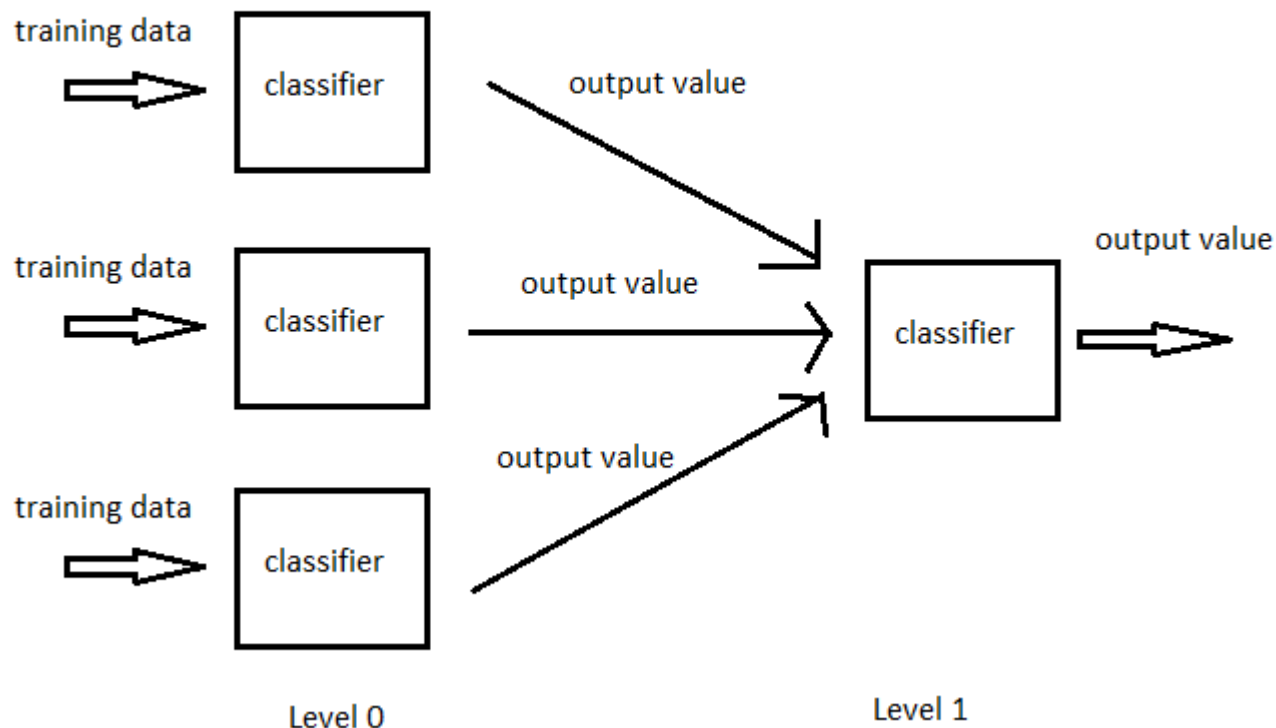 training data
classifier
output value
training data
classifier
output value
output value
classifier
training data
classifier
output value
Level 0
Level 1